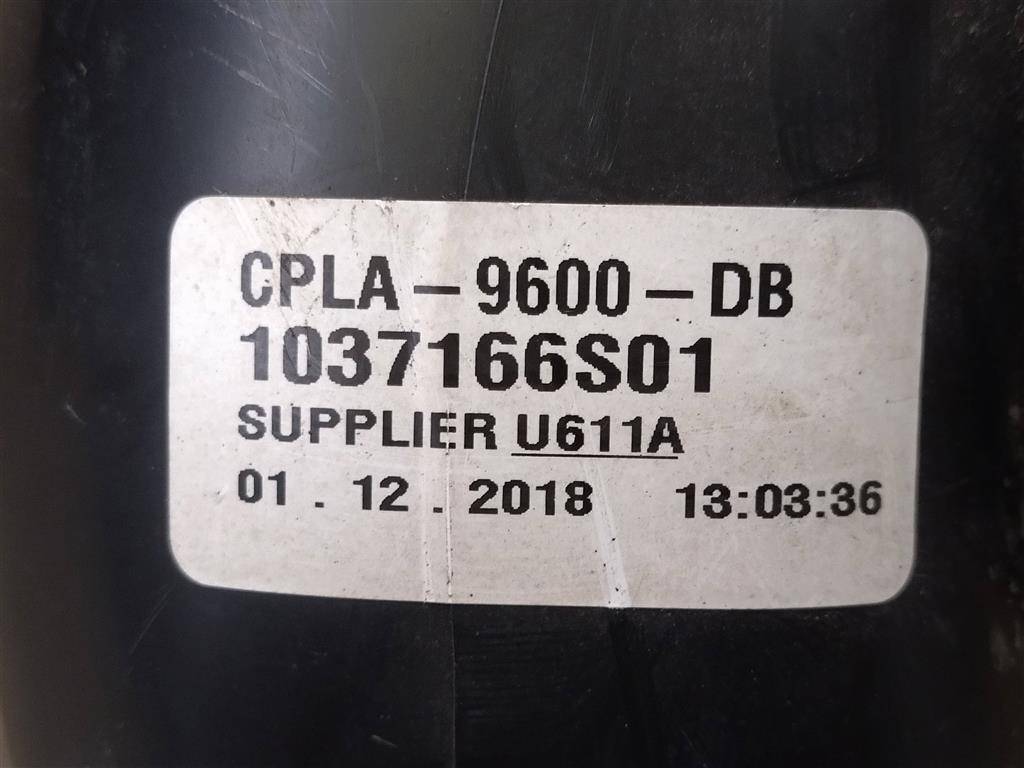 CPLA - 9600 - DB
1037166S01
SUPPLIER U611A
01 . 12 . 2018 13:03:36